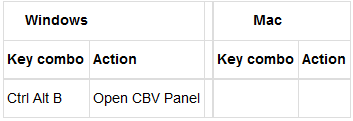 Windows Mac
Key combo Action Key combo Action
Ctrl Alt B Open CBV Panel